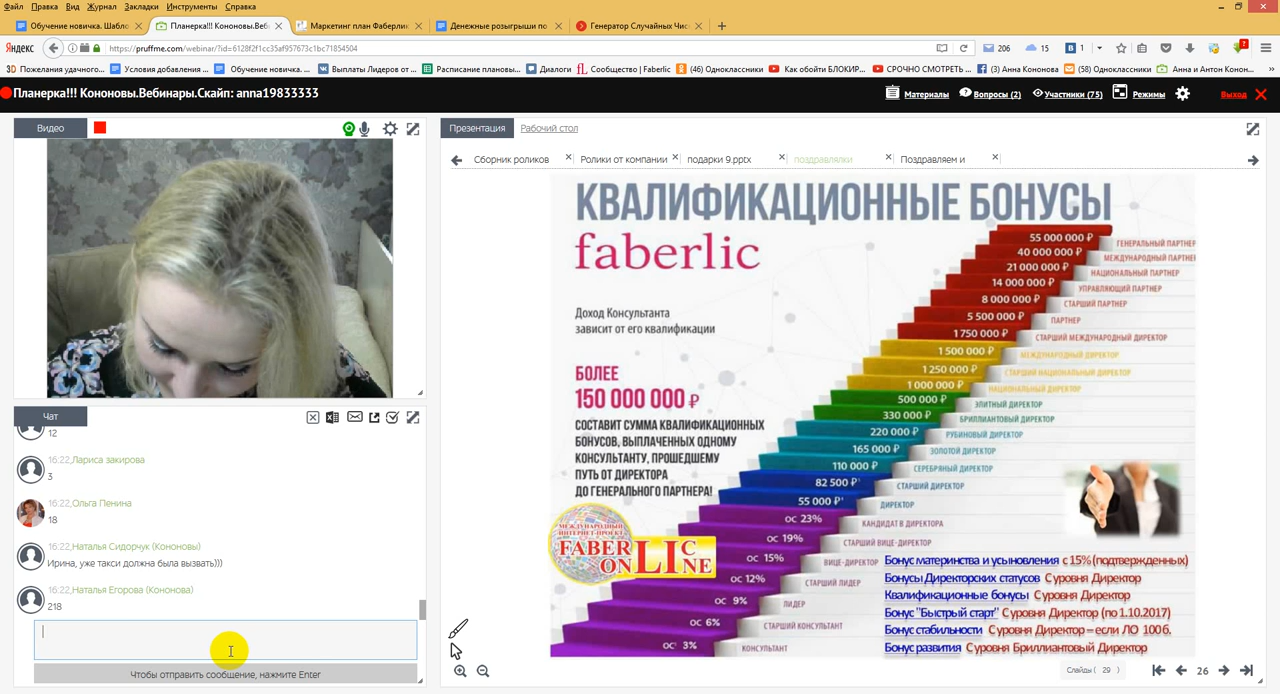 Файл Правка Вид Журнал Закладки Инструменты Справка
Обучение новичка. Шабло
Планерка!!! Кононовы.Веб
Маркетинг план Фаберли
Денежные розыгрыши по
Генератор Случайных Чис
Яндекс
https://pruffme.com/webinar/?id=6128f2f1cc35af957673c1bc71854504
206
15
1
Пожелания удачного...
Условия добавления ...
Обучение новичка. ...
Выплаты Лидеров от ...
Расписание плановы...
Диалоги
Сообщество | Faberlic
(46) Одноклассники
Как обойти БЛОКИР...
СРОЧНО СМОТРЕТЬ ...
(3) Анна Кононова
(58) Одноклассники
Анна и Антон Конон...
Планерка!!! Кононовы.Вебинары.Скайп: anna19833333
Материалы
Вопросы (2)
Участники (75)
Режимы
Выход
Видео
Презентация
Рабочий стол
Сборник роликов
Ролики от компании
подарки 9.pptx
поздравлялки
Поздравляем и
КВАЛИФИКАЦИОННЫЕ БОНУСЫ
faberlic
Доход Консультанта
зависит от его квалификации
БОЛЕЕ
150 000 000 ₽
СОСТАВИТ СУММА КВАЛИФИКАЦИОННЫХ
БОНУСОВ, ВЫПЛАЧЕННЫХ ОДНОМУ
КОНСУЛЬТАНТУ, ПРОШЕДШЕМУ
ПУТЬ ОТ ДИРЕКТОРА
ДО ГЕНЕРАЛЬНОГО ПАРТНЕРА!
55 000 000 ₽ ГЕНЕРАЛЬНЫЙ ПАРТНЕР
40 000 000 ₽ МЕЖДУНАРОДНЫЙ ПАРТНЕР
21 000 000 ₽ НАЦИОНАЛЬНЫЙ ПАРТНЕР
14 000 000 ₽ УПРАВЛЯЮЩИЙ ПАРТНЕР
8 000 000 ₽ СТАРШИЙ ПАРТНЕР
5 500 000 ₽ ПАРТНЕР
1 750 000 ₽ СТАРШИЙ МЕЖДУНАРОДНЫЙ ДИРЕКТОР
1 500 000 ₽ МЕЖДУНАРОДНЫЙ ДИРЕКТОР
1 250 000 ₽ СТАРШИЙ НАЦИОНАЛЬНЫЙ ДИРЕКТОР
1 000 000 ₽ НАЦИОНАЛЬНЫЙ ДИРЕКТОР
500 000 ₽ ЭЛИТНЫЙ ДИРЕКТОР
330 000 ₽ БРИЛЛИАНТОВЫЙ ДИРЕКТОР
220 000 ₽ РУБИНОВЫЙ ДИРЕКТОР
165 000 ₽ ЗОЛОТОЙ ДИРЕКТОР
110 000 ₽ СЕРЕБРЯНЫЙ ДИРЕКТОР
82 500 ₽ СТАРШИЙ ДИРЕКТОР
55 000 ₽ ДИРЕКТОР
ОС 23% КАНДИДАТ В ДИРЕКТОРА
ОС 19% СТАРШИЙ ВИЦЕ-ДИРЕКТОР
ОС 15% ВИЦЕ-ДИРЕКТОР
ОС 12% СТАРШИЙ ЛИДЕР
ОС 9% ЛИДЕР
ОС 6% СТАРШИЙ КОНСУЛЬТАНТ
ОС 3% КОНСУЛЬТАНТ
МЕЖДУНАРОДНЫЙ
ИНТЕРНЕТ-ПРОЕКТ
FABERLIC
ONLINE
Бонус материнства и усыновления с 15% (подтвержденных)
Бонусы Директорских статусов С уровня Директор
Квалификационные бонусы С уровня Директор
Бонус "Быстрый старт" С уровня Директор (по 1.10.2017)
Бонус стабильности С уровня Директор = если ЛО 100б.
Бонус развития С уровня Бриллиантовый Директор
Слайды ( 29 )
26
Чат
12
16:22 Лариса закирова
3
16:22 Ольга Пенина
18
16:22 Наталья Сидорчук (Кононовы)
Ирина, уже такси должна была вызвать)))
16:22 Наталья Егорова (Кононова)
218
Чтобы отправить сообщение, нажмите Enter